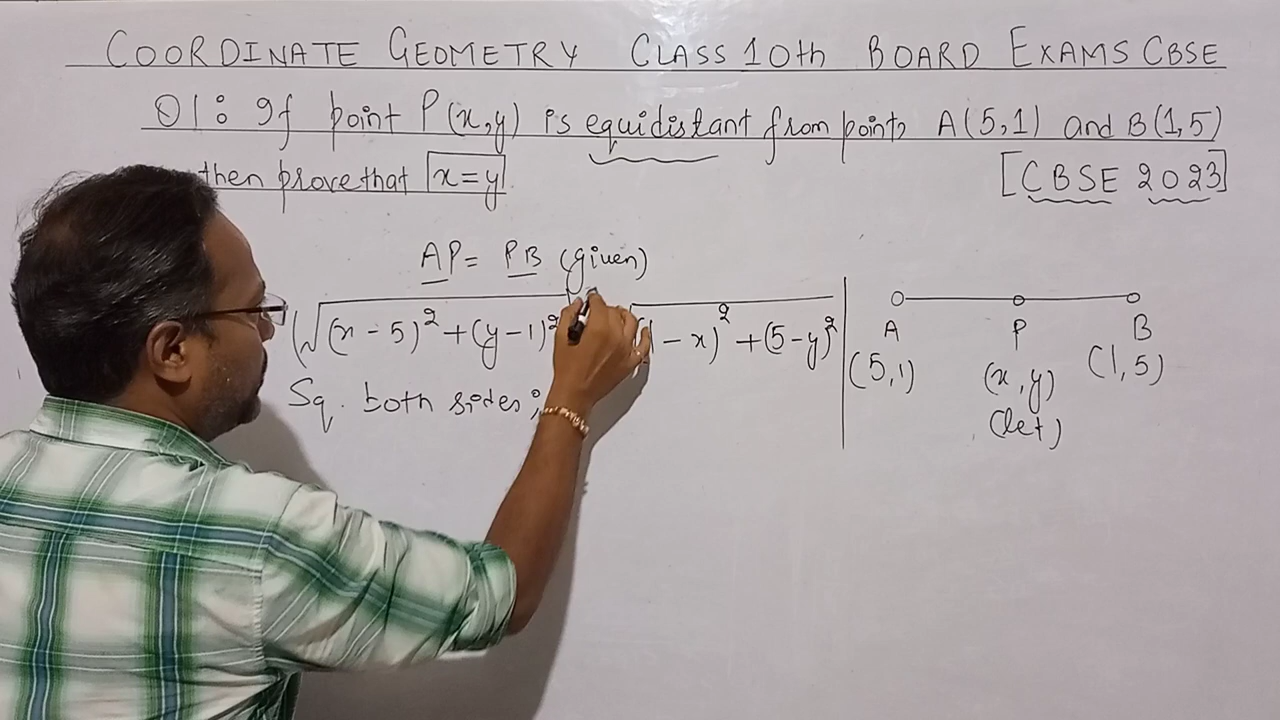 COORDINATE GEOMETRY CLASS 10th BOARD EXAMS CBSE
Q1: If point P(x,y) is equidistant from points A(5,1) and B(1,5)
then prove that x=y
[CBSE 2023]
AP= PB (given)
(√(x-5)²+(y-1)² 1-x)²+(5-y)²
Sq. both sides;
A P B
(5,1) (x,y) (1,5)
(let)